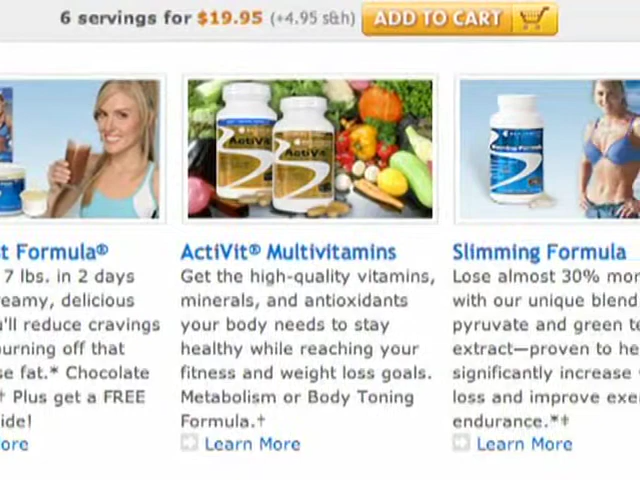 6 servings for $19.95 (+4.95 s&h) ADD TO CART
t Formula®
7 lbs. in 2 days
eamy, delicious
'll reduce cravings
urning off that
se fat.* Chocolate
† Plus get a FREE
ide!
ore
ActiVit
ActiVit
ActiVit® Multivitamins
Get the high-quality vitamins,
minerals, and antioxidants
your body needs to stay
healthy while reaching your
fitness and weight loss goals.
Metabolism or Body Toning
Formula.†
Learn More
Slimming Formula
Lose almost 30% mor
with our unique blend
pyruvate and green te
extract—proven to he
significantly increase
loss and improve exer
endurance.*‡
Learn More